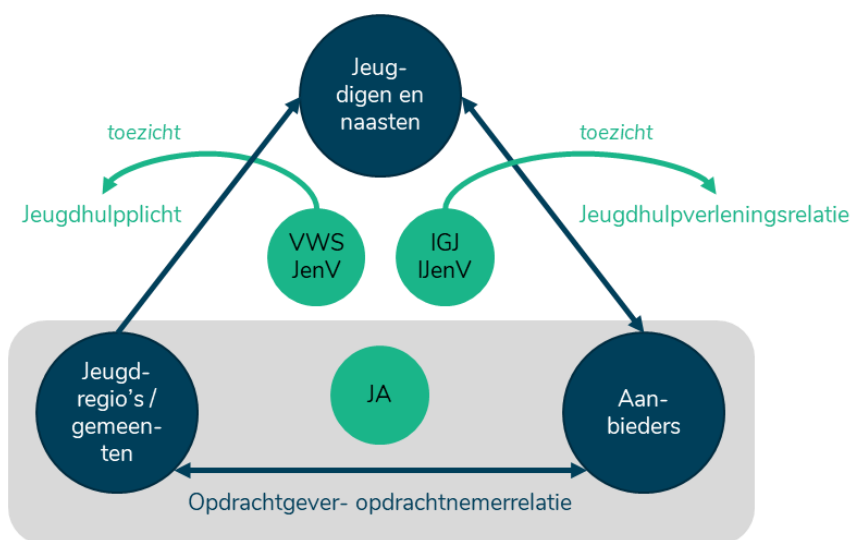 Jeug-
digen en
naasten
toezicht
toezicht
Jeugdhulpplicht
Jeugdhulpverleningsrelatie
VWS
JenV
IGJ
IJenV
Jeugd-
regio's /
gemeen-
ten
JA
Aan-
bieders
Opdrachtgever- opdrachtnemerrelatie